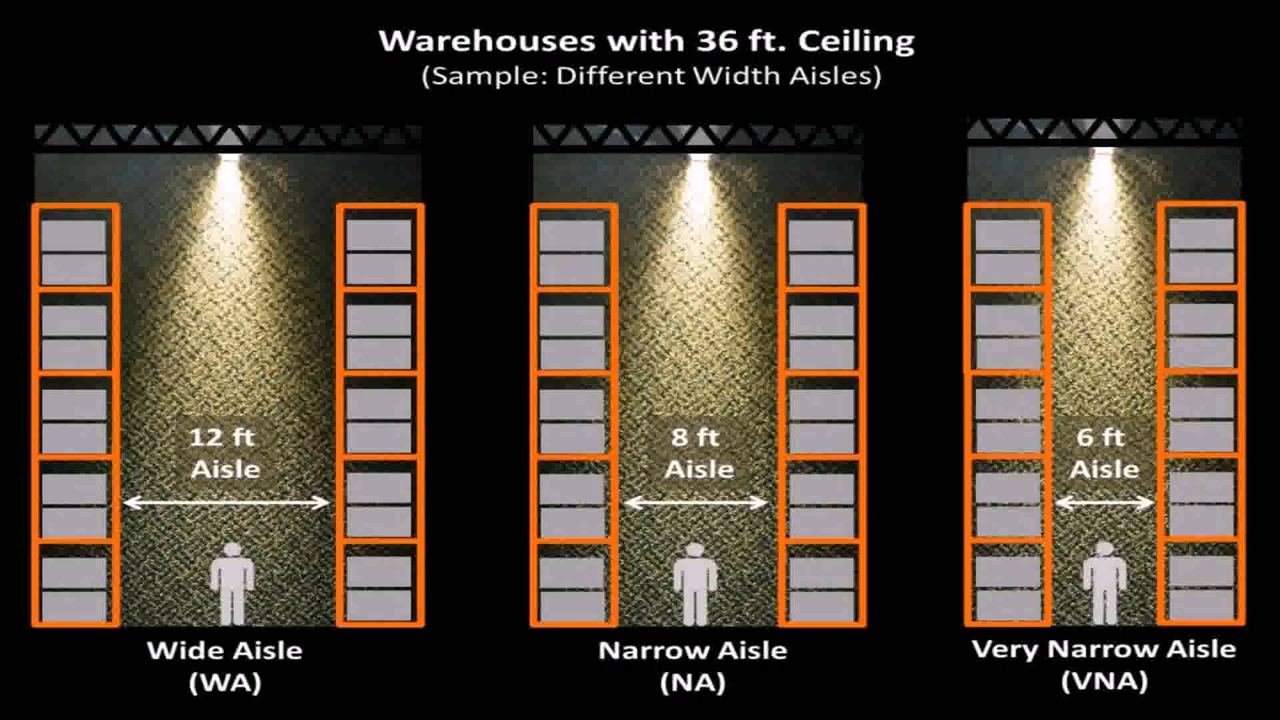 Warehouses with 36 ft. Ceiling
(Sample: Different Width Aisles)
12 ft
Aisle
8 ft
Aisle
6 ft
Aisle
Wide Aisle
(WA)
Narrow Aisle
(NA)
Very Narrow Aisle
(VNA)